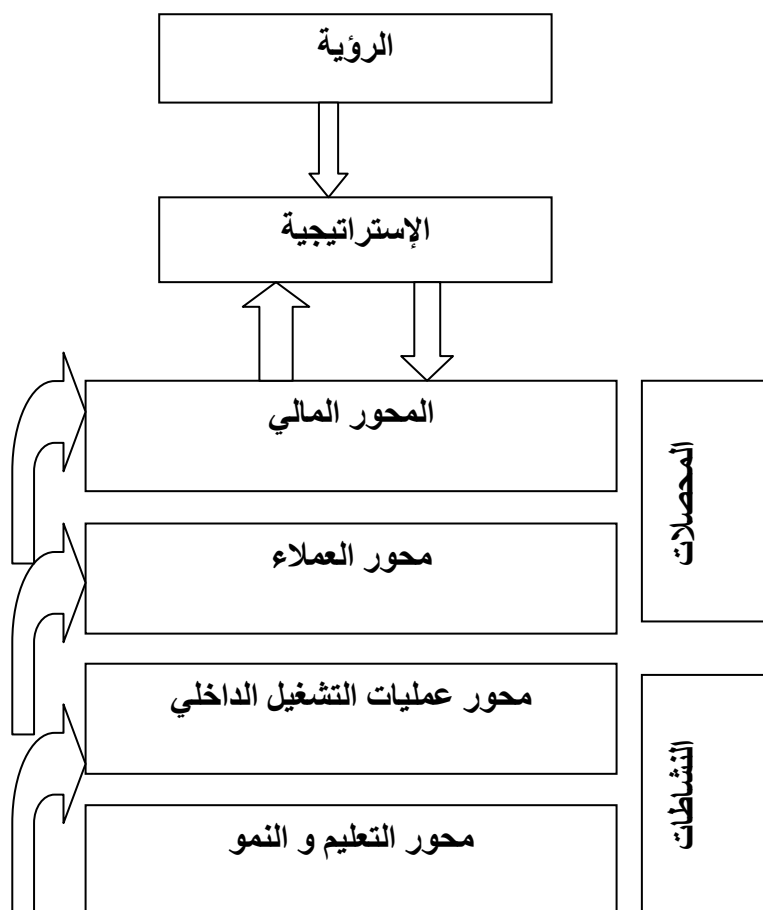 الرؤية
الإستراتيجية
المحور المالي
المحصلات
محور العملاء
محور عمليات التشغيل الداخلي
النشاطات
محور التعليم و النمو